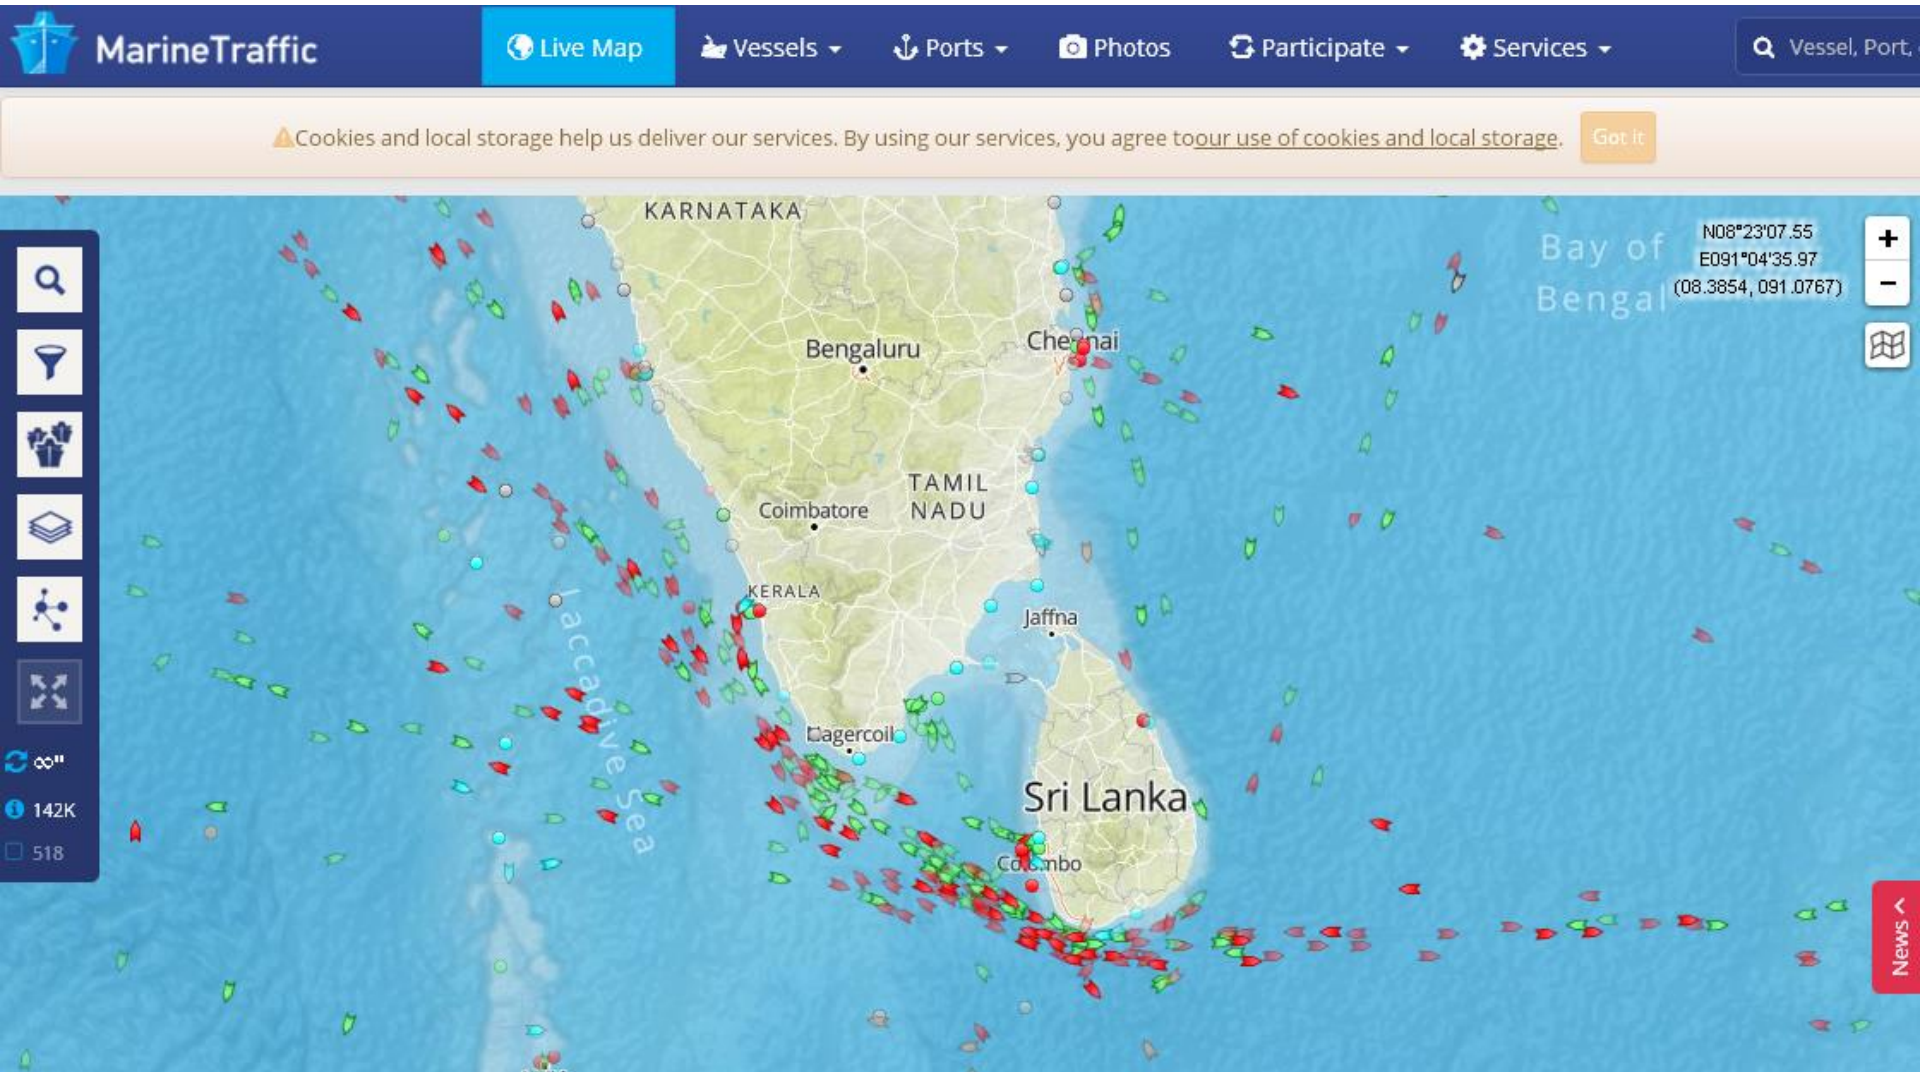 MarineTraffic
Live Map
Vessels
Ports
Photos
Participate
Services
Vessel, Port,
Cookies and local storage help us deliver our services. By using our services, you agree toour use of cookies and local storage.
Got it
KARNATAKA
Bay of
Bengal
N08°23'07.55
E091°04'35.97
(08.3854, 091.0767)
+
−
Bengaluru
Chennai
TAMIL
NADU
Coimbatore
KERALA
Jaffna
Laccadive Sea
Nagercoil
Sri Lanka
Colombo
∞"
142K
518
News